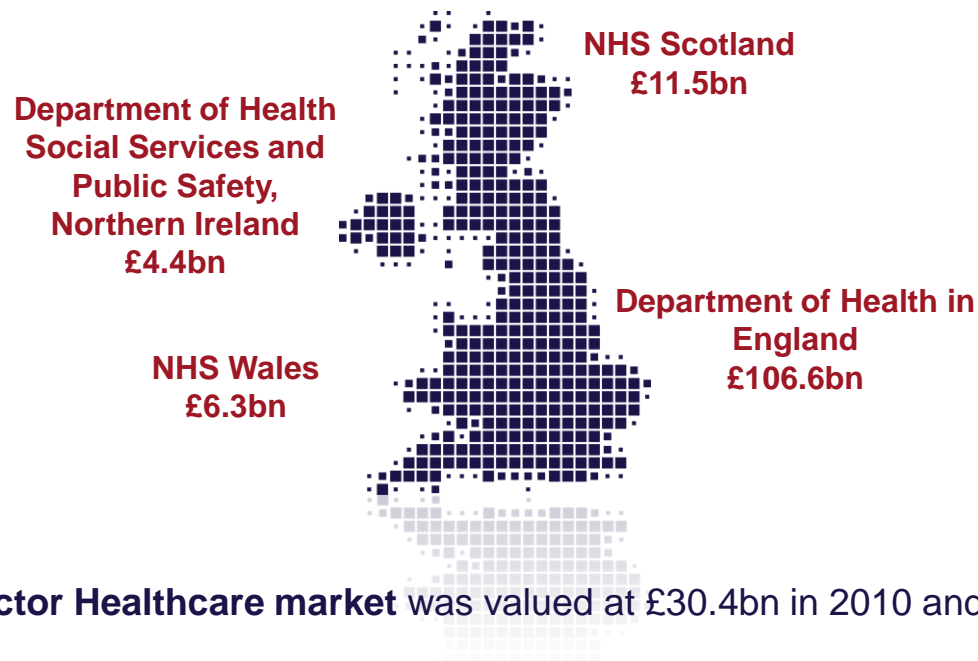 NHS Scotland
£11.5bn
Department of Health
Social Services and
Public Safety,
Northern Ireland
£4.4bn
Department of Health in
England
£106.6bn
NHS Wales
£6.3bn
ctor Healthcare market was valued at £30.4bn in 2010 and